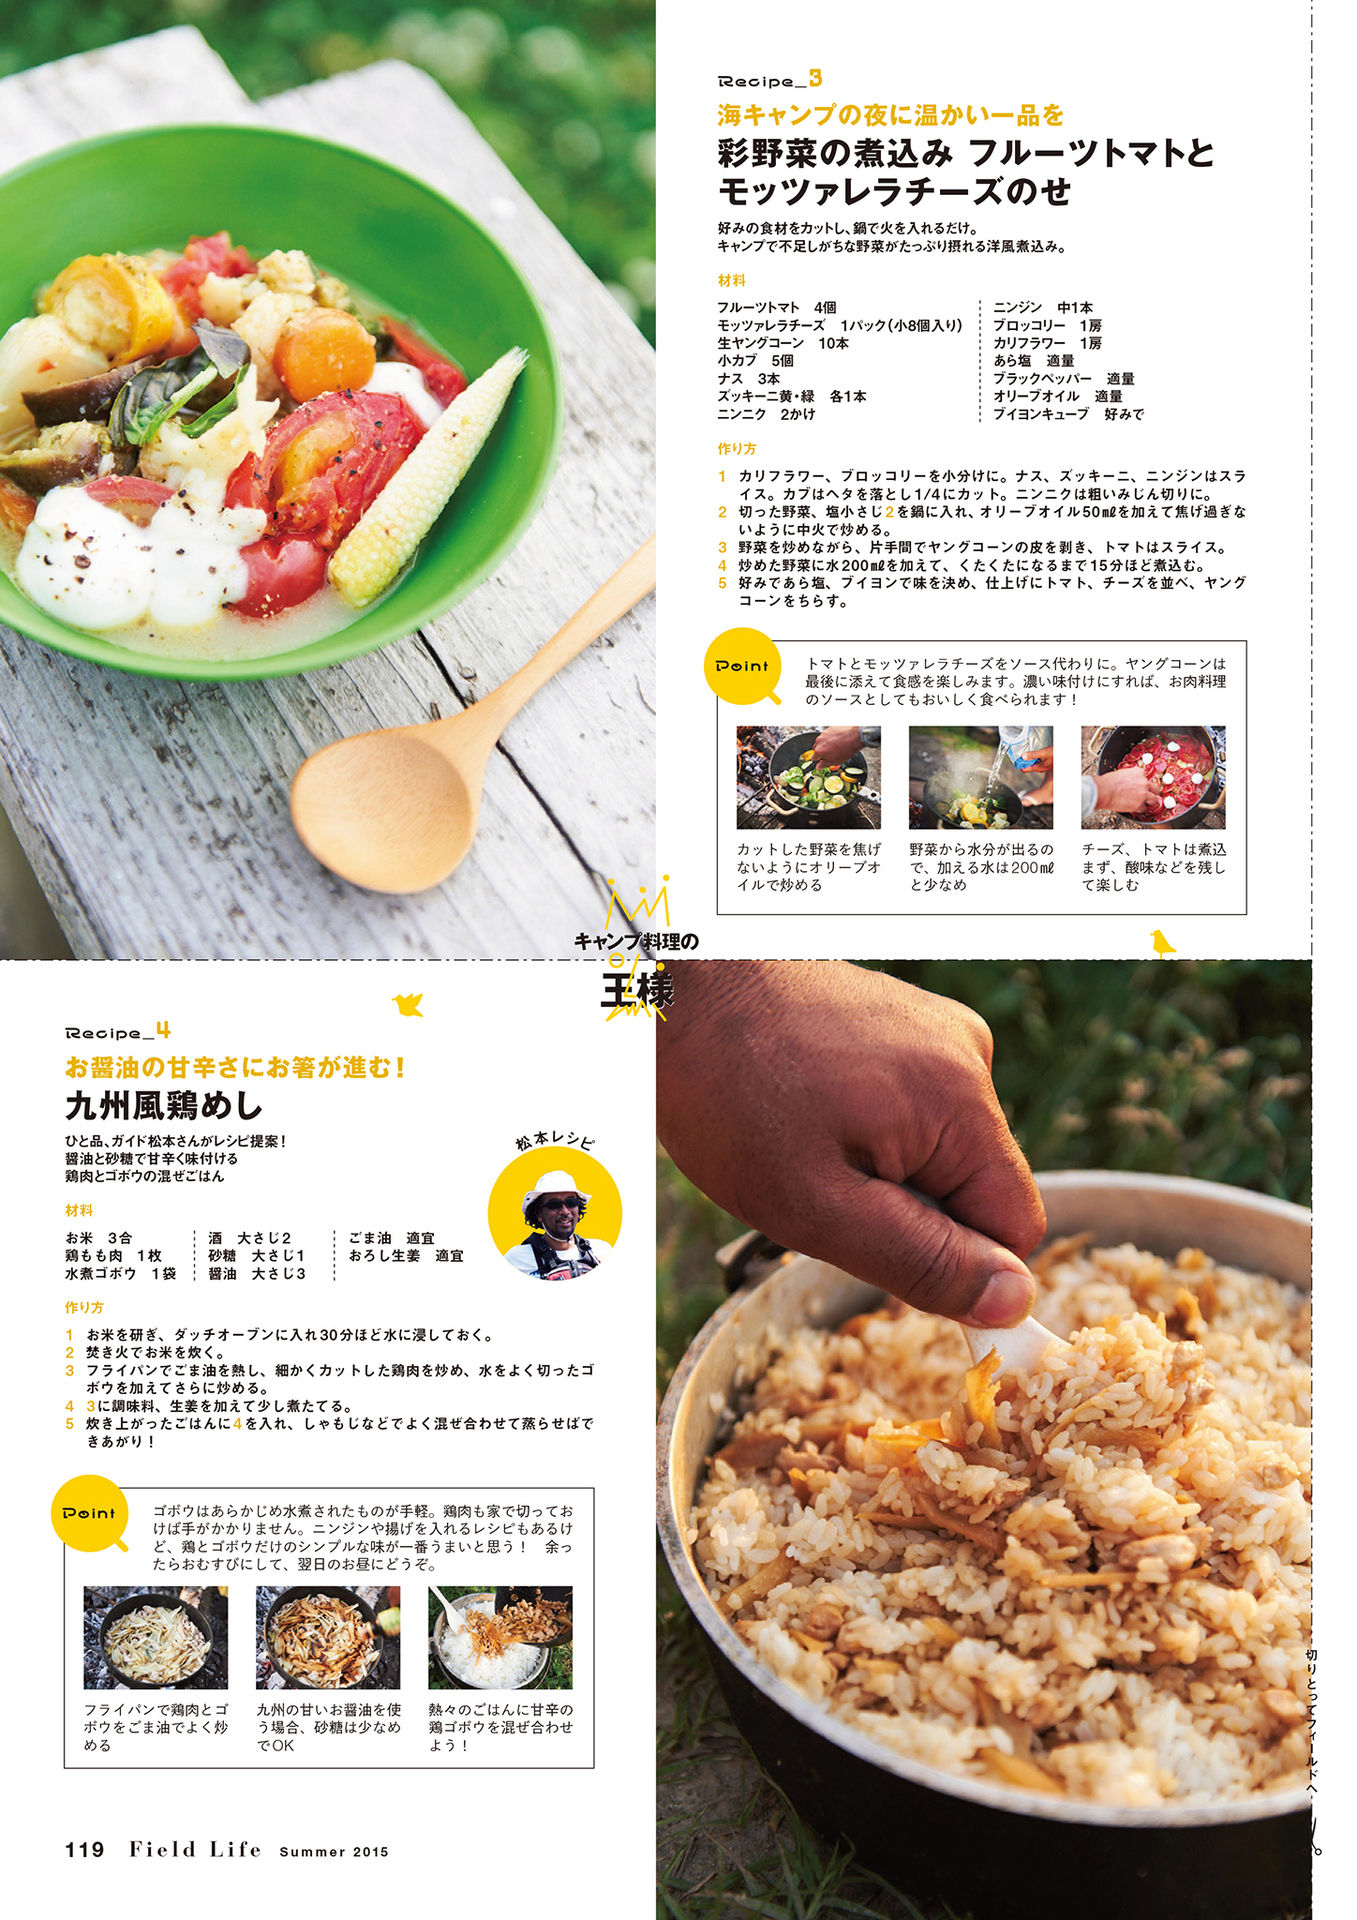 Recipe_3
海キャンプの夜に温かい一品を
彩野菜の煮込み フルーツトマトと
モッツァレラチーズのせ
好みの食材をカットし、鍋で火を入れるだけ。
キャンプで不足しがちな野菜がたっぷり摂れる洋風煮込み。
材料
フルーツトマト 4個
モッツァレラチーズ 1パック(小8個入り)
生ヤングコーン 10本
小カブ 5個
ナス 3本
ズッキーニ黄・緑 各1本
ニンニク 2かけ
ニンジン 中1本
ブロッコリー 1房
カリフラワー 1房
あら塩 適量
ブラックペッパー 適量
オリーブオイル 適量
ブイヨンキューブ 好みで
作り方
1 カリフラワー、ブロッコリーを小分けに。ナス、ズッキーニ、ニンジンはスラ
イス。カブはヘタを落とし1/4にカット。ニンニクは粗いみじん切りに。
2 切った野菜、塩小さじ2を鍋に入れ、オリーブオイル50㎖を加えて焦げ過ぎな
いように中火で炒める。
3 野菜を炒めながら、片手間でヤングコーンの皮を剥き、トマトはスライス。
4 炒めた野菜に水200㎖を加えて、くたくたになるまで15分ほど煮込む。
5 好みであら塩、ブイヨンで味を決め、仕上げにトマト、チーズを並べ、ヤング
コーンをちらす。
Point
トマトとモッツァレラチーズをソース代わりに。ヤングコーンは
最後に添えて食感を楽しみます。濃い味付けにすれば、お肉料理
のソースとしてもおいしく食べられます!
カットした野菜を焦げ
ないようにオリーブオ
イルで炒める
野菜から水分が出るの
で、加える水は200㎖
と少なめ
チーズ、トマトは煮込
まず、酸味などを残し
て楽しむ
キャンプ料理の
王様
Recipe_4
お醤油の甘辛さにお箸が進む!
九州風鶏めし
ひと品、ガイド松本さんがレシピ提案!
醤油と砂糖で甘辛く味付ける
鶏肉とゴボウの混ぜごはん
松本レシピ
材料
お米 3合
鶏もも肉 1枚
水煮ゴボウ 1袋
酒 大さじ2
砂糖 大さじ1
醤油 大さじ3
ごま油 適宜
おろし生姜 適宜
作り方
1 お米を研ぎ、ダッチオーブンに入れ30分ほど水に浸しておく。
2 焚き火でお米を炊く。
3 フライパンでごま油を熱し、細かくカットした鶏肉を炒め、水をよく切ったゴ
ボウを加えてさらに炒める。
4 3に調味料、生姜を加えて少し煮たてる。
5 炊き上がったごはんに4を入れ、しゃもじなどでよく混ぜ合わせて蒸らせばで
きあがり!
Point
ゴボウはあらかじめ水煮されたものが手軽。鶏肉も家で切ってお
けば手がかかりません。ニンジンや揚げを入れるレシピもあるけ
ど、鶏とゴボウだけのシンプルな味が一番うまいと思う! 余っ
たらおむすびにして、翌日のお昼にどうぞ。
フライパンで鶏肉とゴ
ボウをごま油でよく炒
める
九州の甘いお醤油を使
う場合、砂糖は少なめ
でOK
熱々のごはんに甘辛の
鶏ゴボウを混ぜ合わせ
よう!
切りとってフィールドへ
119 Field Life Summer 2015